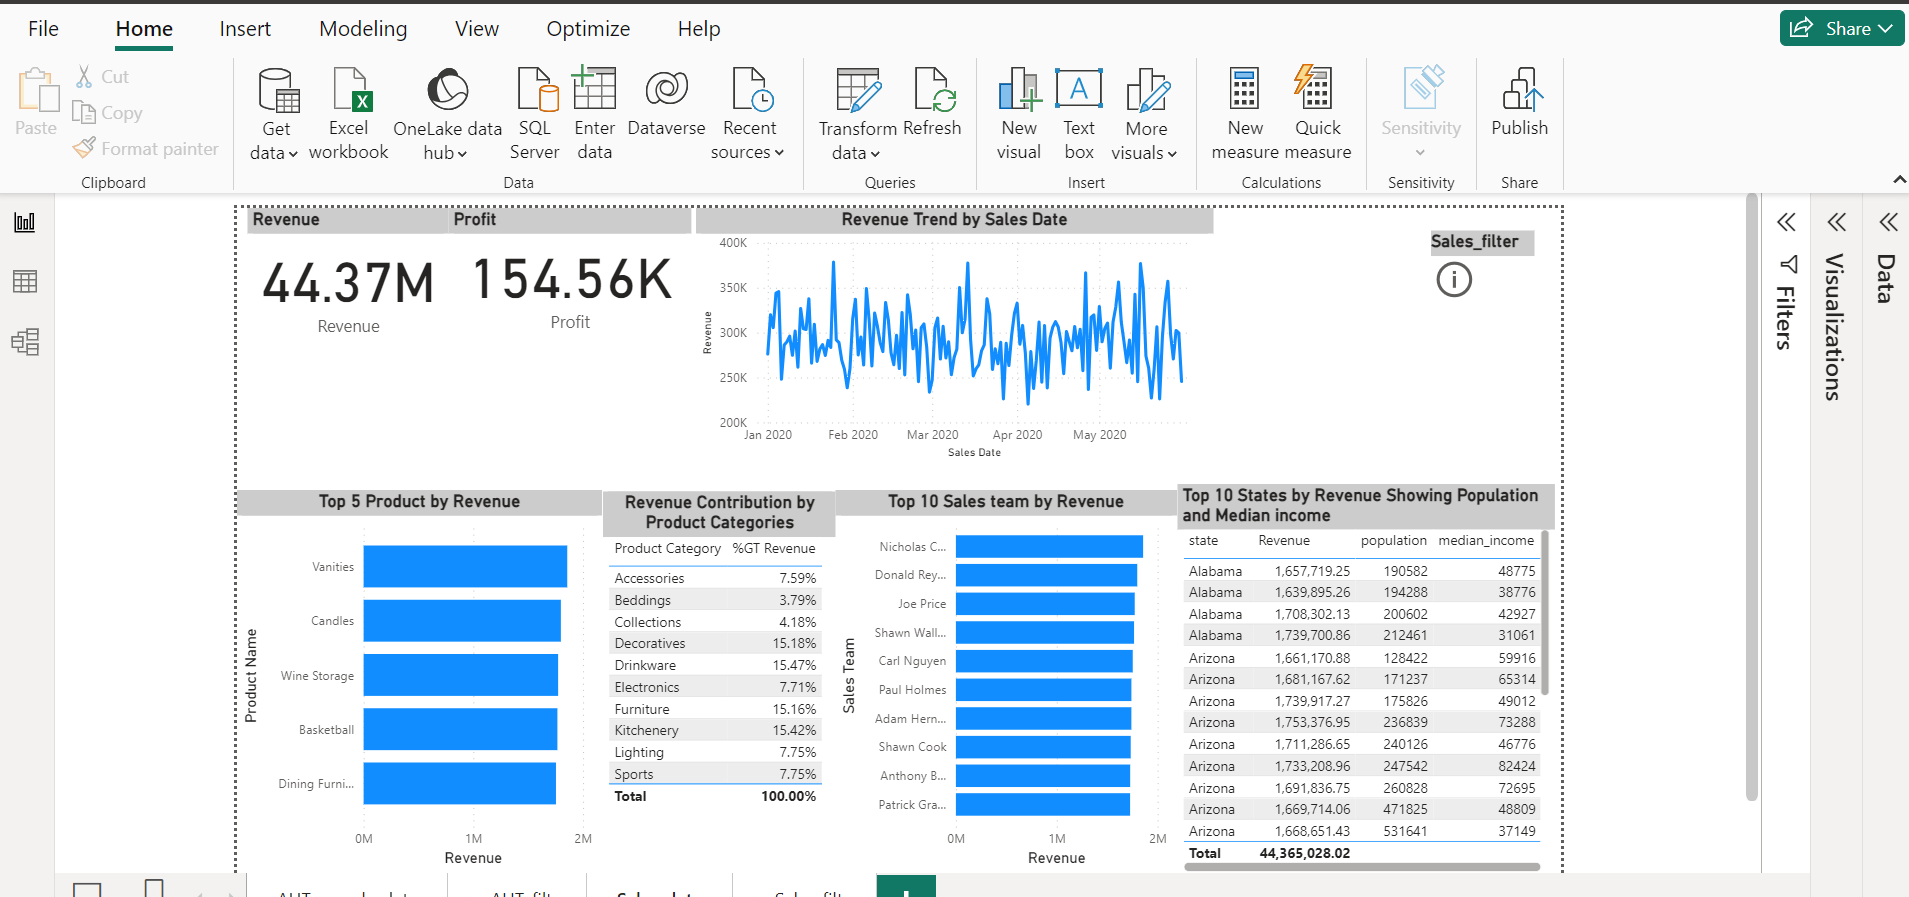 File Home Insert Modeling View Optimize Help Share
Paste
Cut
Copy
Format painter
Clipboard
Get data
Excel workbook
OneLake data hub
SQL Server
Enter data
Dataverse
Recent sources
Data
Transform data
Refresh
Queries
New visual
Text box
More visuals
Insert
New measure
Quick measure
Calculations
Sensitivity
Sensitivity
Publish
Share
Revenue
44.37M
Revenue
Profit
154.56K
Profit
Revenue Trend by Sales Date
400K
350K
300K
250K
200K
Revenue
Jan 2020 Feb 2020 Mar 2020 Apr 2020 May 2020
Sales Date
Sales_filter
Filters
Visualizations
Data
Top 5 Product by Revenue
Product Name
Vanities
Candles
Wine Storage
Basketball
Dining Furni...
0M 1M 2M
Revenue
Revenue Contribution by
Product Categories
Product Category %GT Revenue
Accessories 7.59%
Beddings 3.79%
Collections 4.18%
Decoratives 15.18%
Drinkware 15.47%
Electronics 7.71%
Furniture 15.16%
Kitchenery 15.42%
Lighting 7.75%
Sports 7.75%
Total 100.00%
Top 10 Sales team by Revenue
Sales Team
Nicholas C...
Donald Rey...
Joe Price
Shawn Wall...
Carl Nguyen
Paul Holmes
Adam Hern...
Shawn Cook
Anthony B...
Patrick Gra...
0M 1M 2M
Revenue
Top 10 States by Revenue Showing Population
and Median income
state Revenue population median_income
Alabama 1,657,719.25 190582 48775
Alabama 1,639,895.26 194288 38776
Alabama 1,708,302.13 200602 42927
Alabama 1,739,700.86 212461 31061
Arizona 1,661,170.88 128422 59916
Arizona 1,681,167.62 171237 65314
Arizona 1,739,917.27 175826 49012
Arizona 1,753,376.95 236839 73288
Arizona 1,711,286.65 240126 46776
Arizona 1,733,208.96 247542 82424
Arizona 1,691,836.75 260828 72695
Arizona 1,669,714.06 471825 48809
Arizona 1,668,651.43 531641 37149
Total 44,365,028.02